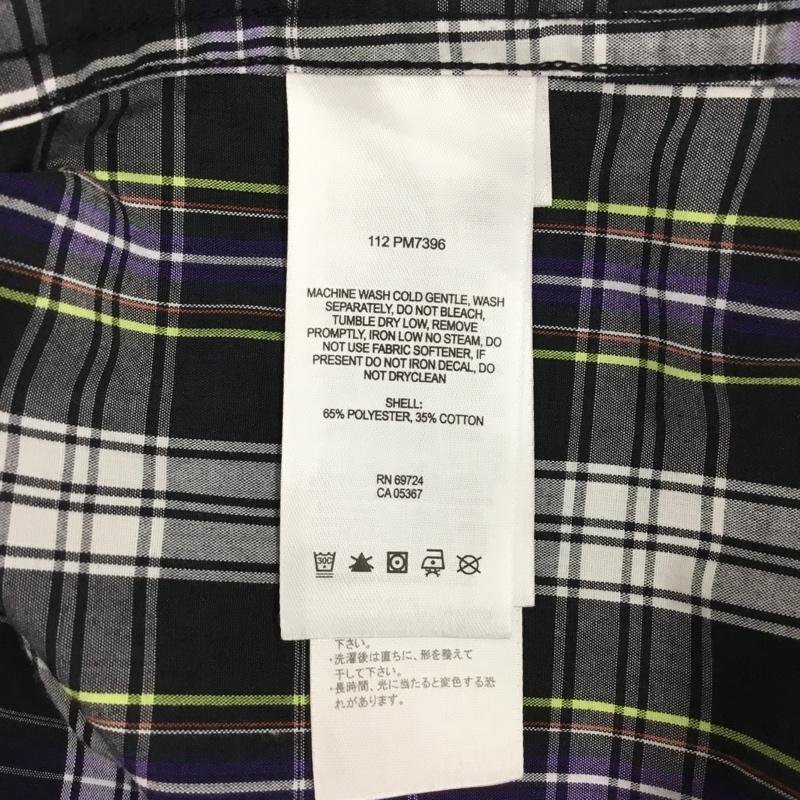 112 PM7396
MACHINE WASH COLD GENTLE, WASH
SEPARATELY, DO NOT BLEACH,
TUMBLE DRY LOW, REMOVE
PROMPTLY, IRON LOW NO STEAM, DO
NOT USE FABRIC SOFTENER, IF
PRESENT DO NOT IRON DECAL, DO
NOT DRYCLEAN
SHELL:
65% POLYESTER, 35% COTTON
RN 69724
CA 05367
30C
下さい。
・洗濯後は直ちに、形を整えて
干して下さい。
・長時間、光に当たると変色する恐
れがあります。